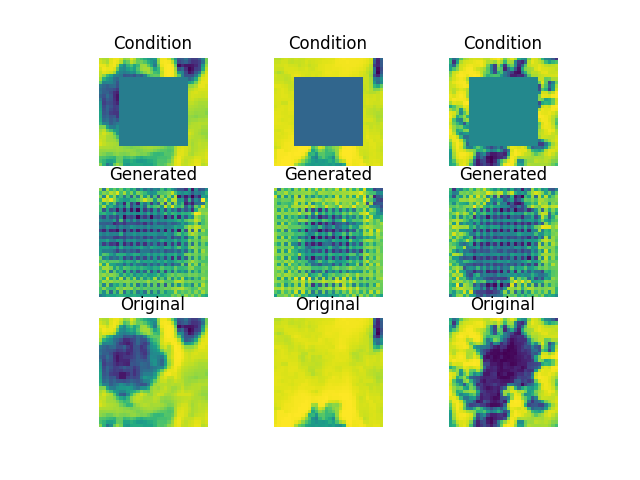 Condition Condition Condition
Generated Generated Generated
Original Original Original